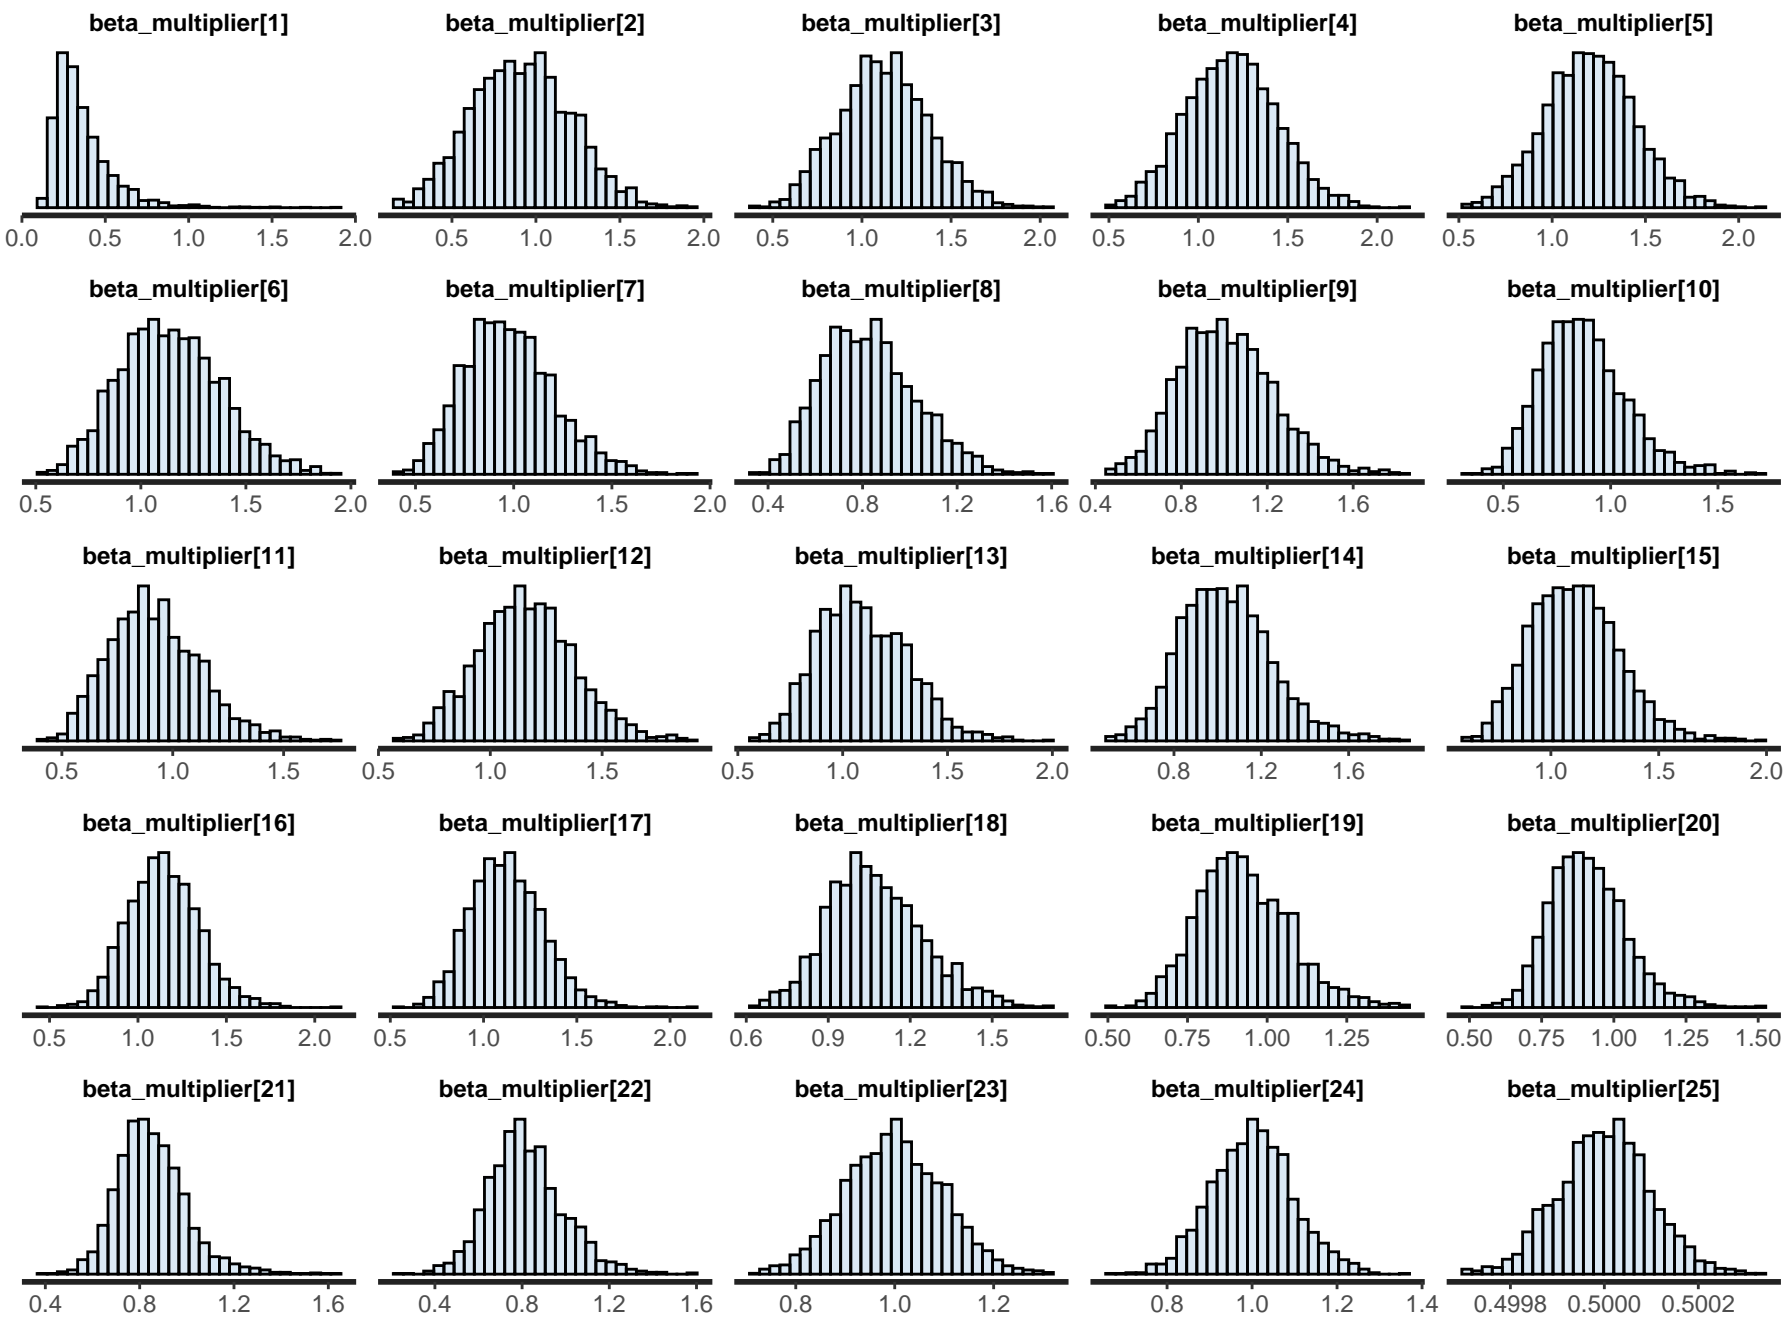 beta_multiplier[1] beta_multiplier[2] beta_multiplier[3] beta_multiplier[4] beta_multiplier[5]
0.0 0.5 1.0 1.5 2.0 0.5 1.0 1.5 2.0 0.5 1.0 1.5 2.0 0.5 1.0 1.5 2.0 0.5 1.0 1.5 2.0
beta_multiplier[6] beta_multiplier[7] beta_multiplier[8] beta_multiplier[9] beta_multiplier[10]
0.5 1.0 1.5 2.0 0.5 1.0 1.5 2.0 0.4 0.8 1.2 1.6 0.4 0.8 1.2 1.6 0.5 1.0 1.5
beta_multiplier[11] beta_multiplier[12] beta_multiplier[13] beta_multiplier[14] beta_multiplier[15]
0.5 1.0 1.5 0.5 1.0 1.5 0.5 1.0 1.5 2.0 0.8 1.2 1.6 1.0 1.5 2.0
beta_multiplier[16] beta_multiplier[17] beta_multiplier[18] beta_multiplier[19] beta_multiplier[20]
0.5 1.0 1.5 2.0 0.5 1.0 1.5 2.0 0.6 0.9 1.2 1.5 0.50 0.75 1.00 1.25 0.50 0.75 1.00 1.25 1.50
beta_multiplier[21] beta_multiplier[22] beta_multiplier[23] beta_multiplier[24] beta_multiplier[25]
0.4 0.8 1.2 1.6 0.4 0.8 1.2 1.6 0.8 1.0 1.2 0.8 1.0 1.2 1.4 0.4998 0.5000 0.5002